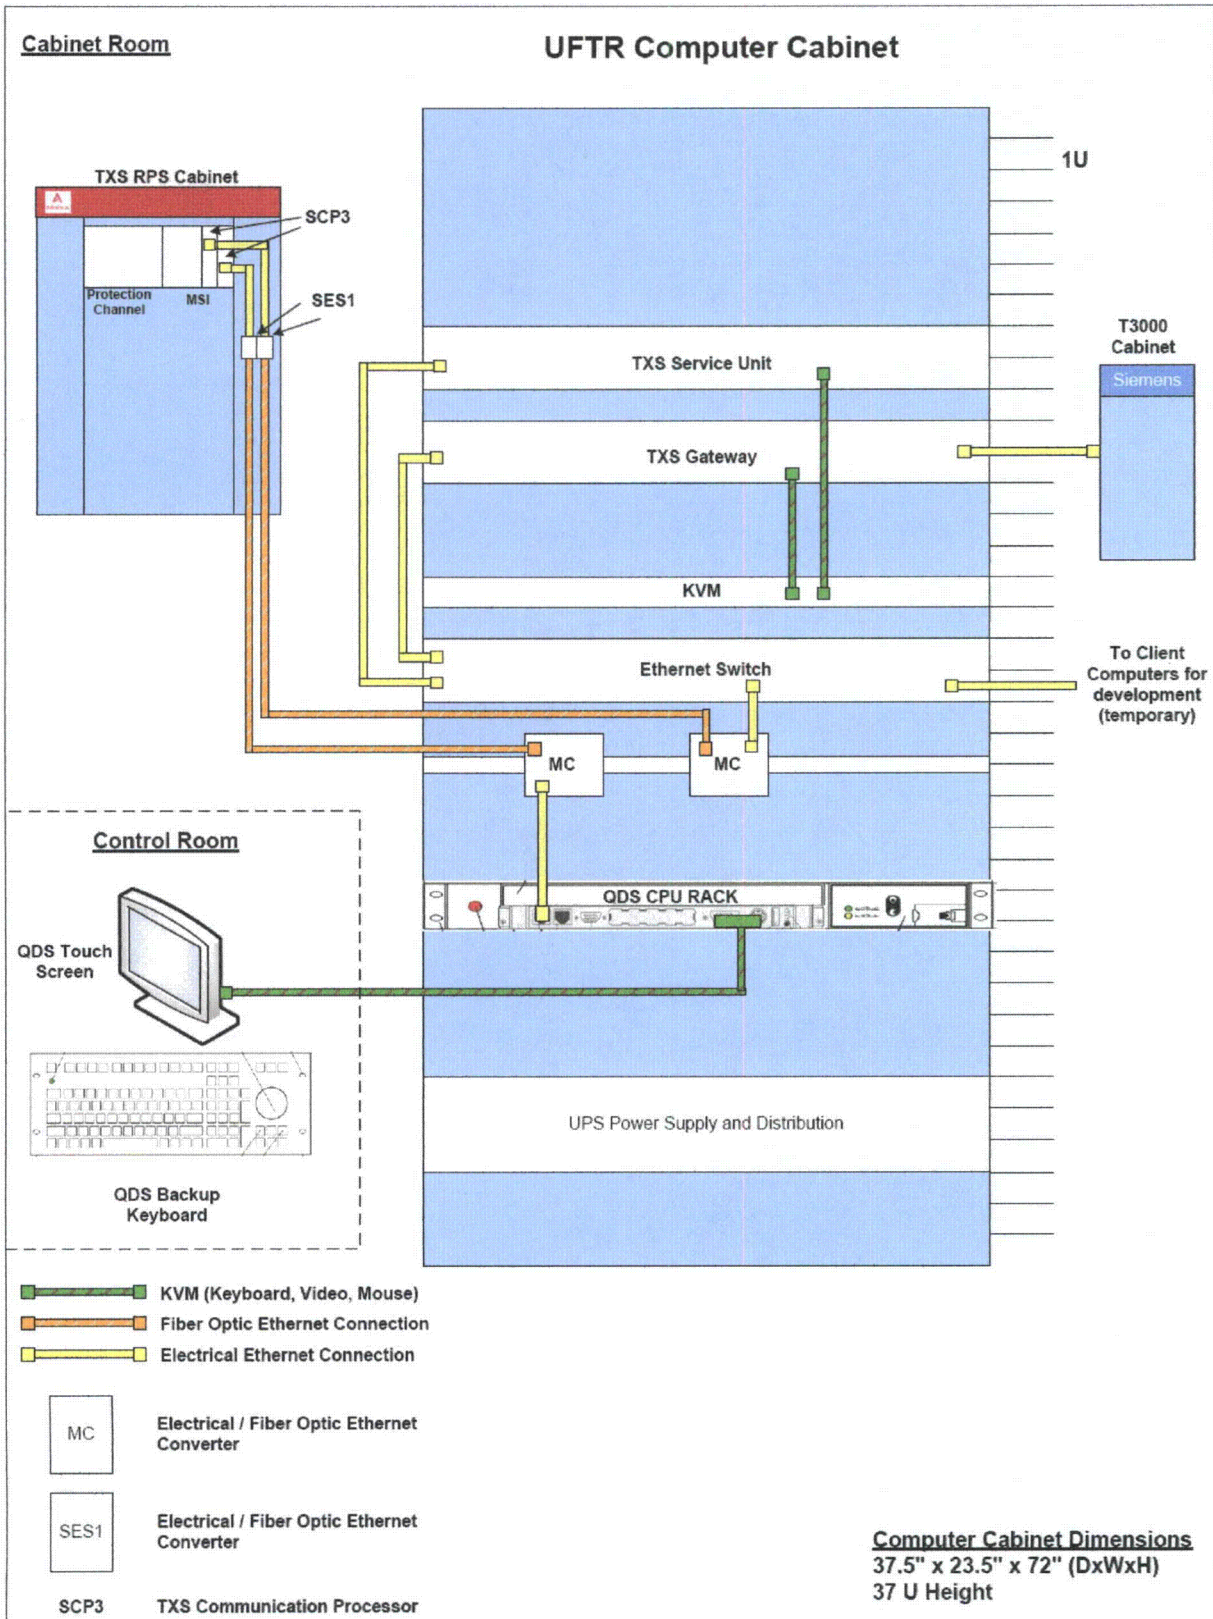 Cabinet Room
UFTR Computer Cabinet
1U
TXS RPS Cabinet
SCP3
Protection
Channel
MSI
SES1
T3000
Cabinet
Siemens
TXS Service Unit
TXS Gateway
KVM
Ethernet Switch
To Client
Computers for
development
(temporary)
MC
MC
Control Room
QDS CPU RACK
QDS Touch
Screen
UPS Power Supply and Distribution
QDS Backup
Keyboard
KVM (Keyboard, Video, Mouse)
Fiber Optic Ethernet Connection
Electrical Ethernet Connection
MC
Electrical / Fiber Optic Ethernet
Converter
SES1
Electrical / Fiber Optic Ethernet
Converter
SCP3 TXS Communication Processor
Computer Cabinet Dimensions
37.5" x 23.5" x 72" (DxWxH)
37 U Height